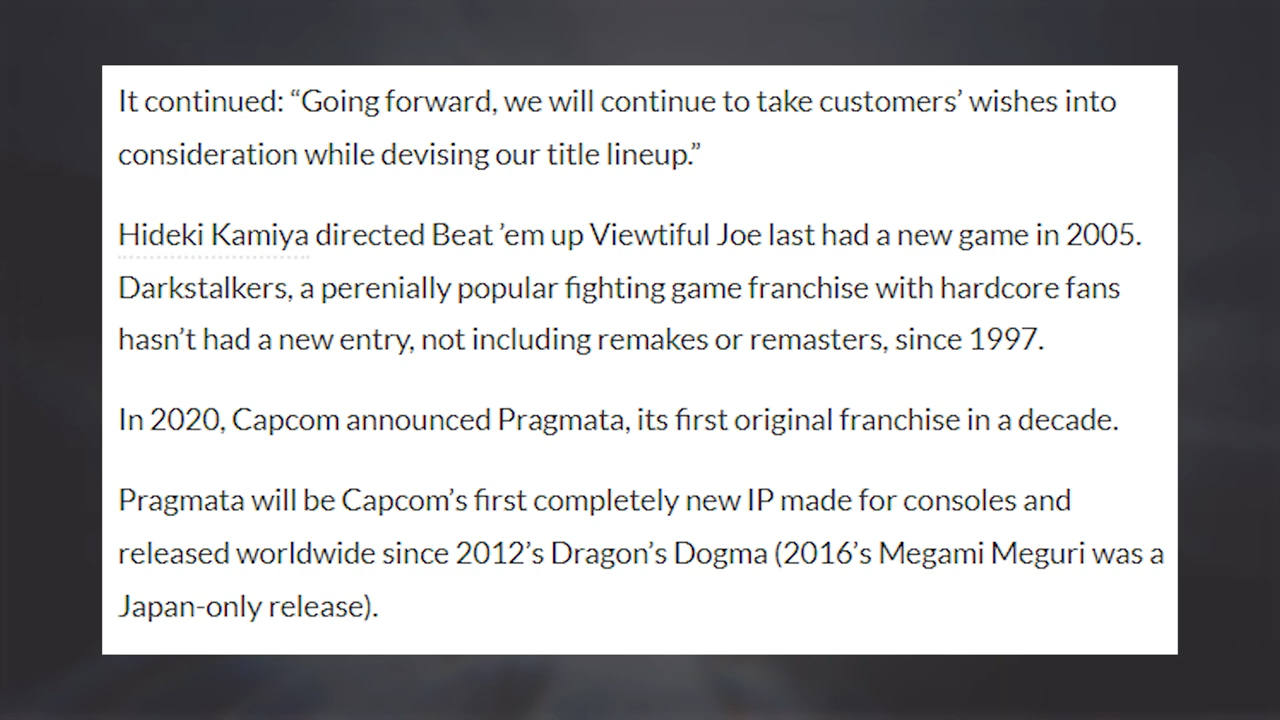 It continued: “Going forward, we will continue to take customers’ wishes into
consideration while devising our title lineup.”
Hideki Kamiya directed Beat ’em up Viewtiful Joe last had a new game in 2005.
Darkstalkers, a perenially popular fighting game franchise with hardcore fans
hasn’t had a new entry, not including remakes or remasters, since 1997.
In 2020, Capcom announced Pragmata, its first original franchise in a decade.
Pragmata will be Capcom’s first completely new IP made for consoles and
released worldwide since 2012’s Dragon’s Dogma (2016’s Megami Meguri was a
Japan-only release).